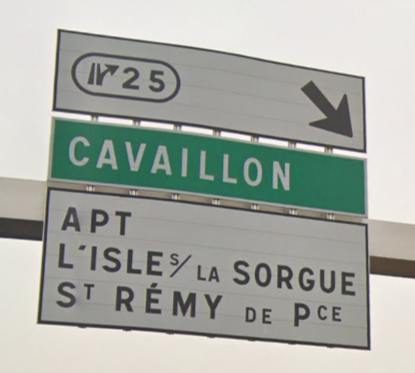 25
CAVAILLON
APT
L'ISLE S/ LA SORGUE
ST RÉMY DE PCE